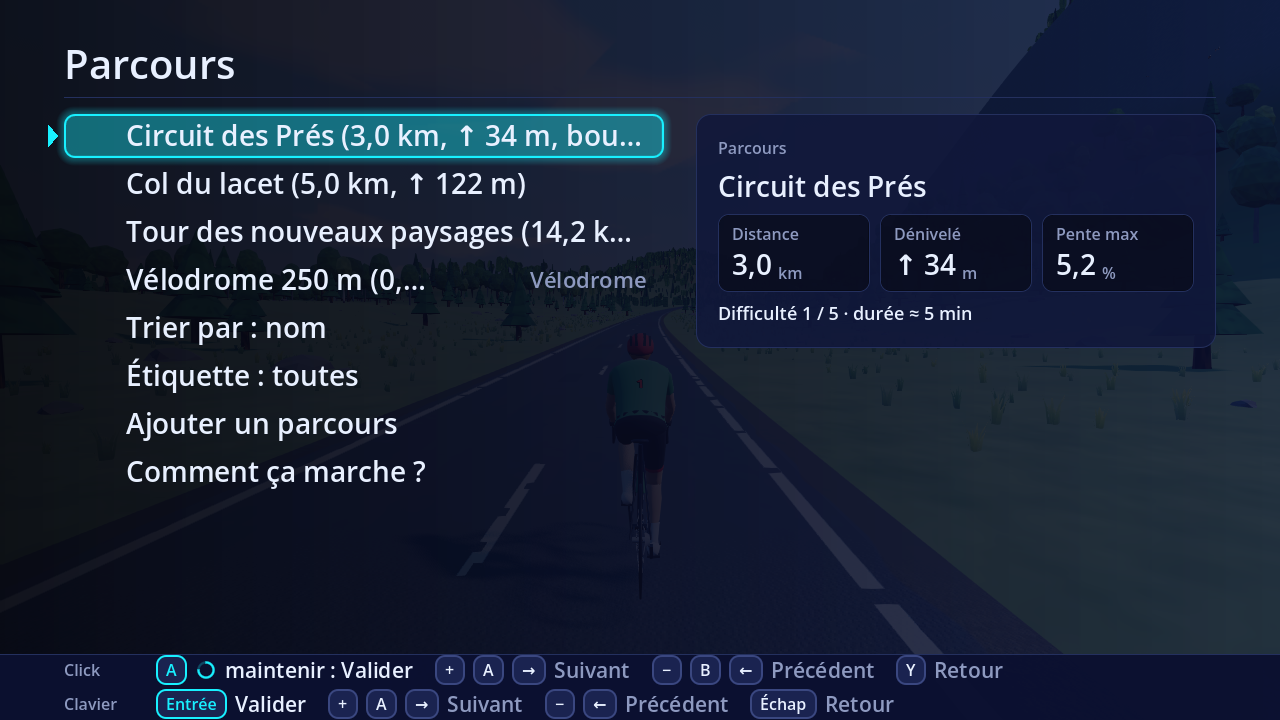 Parcours
Circuit des Prés (3,0 km, ↑ 34 m, bou...
Col du lacet (5,0 km, ↑ 122 m)
Tour des nouveaux paysages (14,2 k...
Vélodrome 250 m (0,... Vélodrome
Trier par : nom
Étiquette : toutes
Ajouter un parcours
Comment ça marche ?
Parcours
Circuit des Prés
Distance Dénivelé Pente max
3,0 km ↑ 34 m 5,2 %
Difficulté 1 / 5 · durée ≈ 5 min
Click A maintenir : Valider + A → Suivant − B ← Précédent Y Retour
Clavier Entrée Valider + A → Suivant − ← Précédent Échap Retour